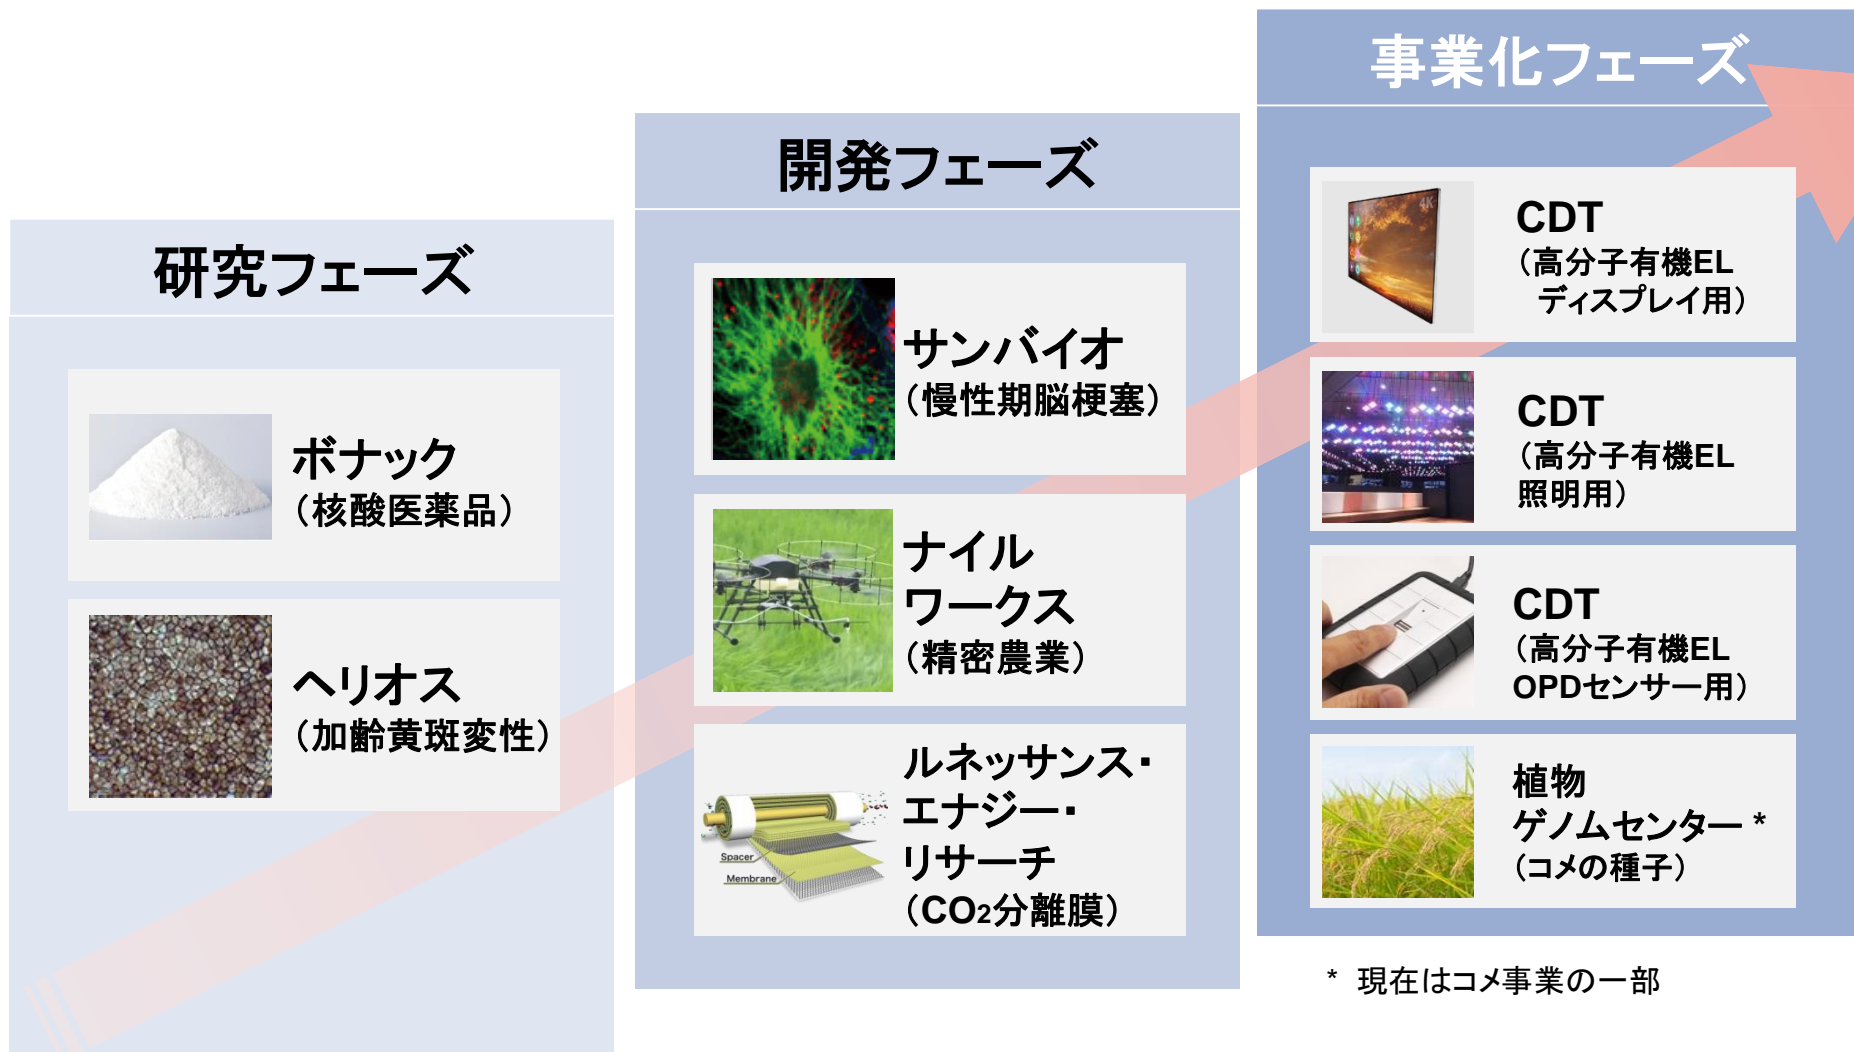 研究フェーズ
ボナック
（核酸医薬品）
ヘリオス
（加齢黄斑変性）
開発フェーズ
サンバイオ
（慢性期脳梗塞）
ナイル
ワークス
（精密農業）
Spacer
Membrane
ルネッサンス・
エナジー・
リサーチ
（CO₂分離膜）
事業化フェーズ
4K
CDT
（高分子有機EL
ディスプレイ用）
CDT
（高分子有機EL
照明用）
CDT
（高分子有機EL
OPDセンサー用）
植物
ゲノムセンター *
（コメの種子）
* 現在はコメ事業の一部